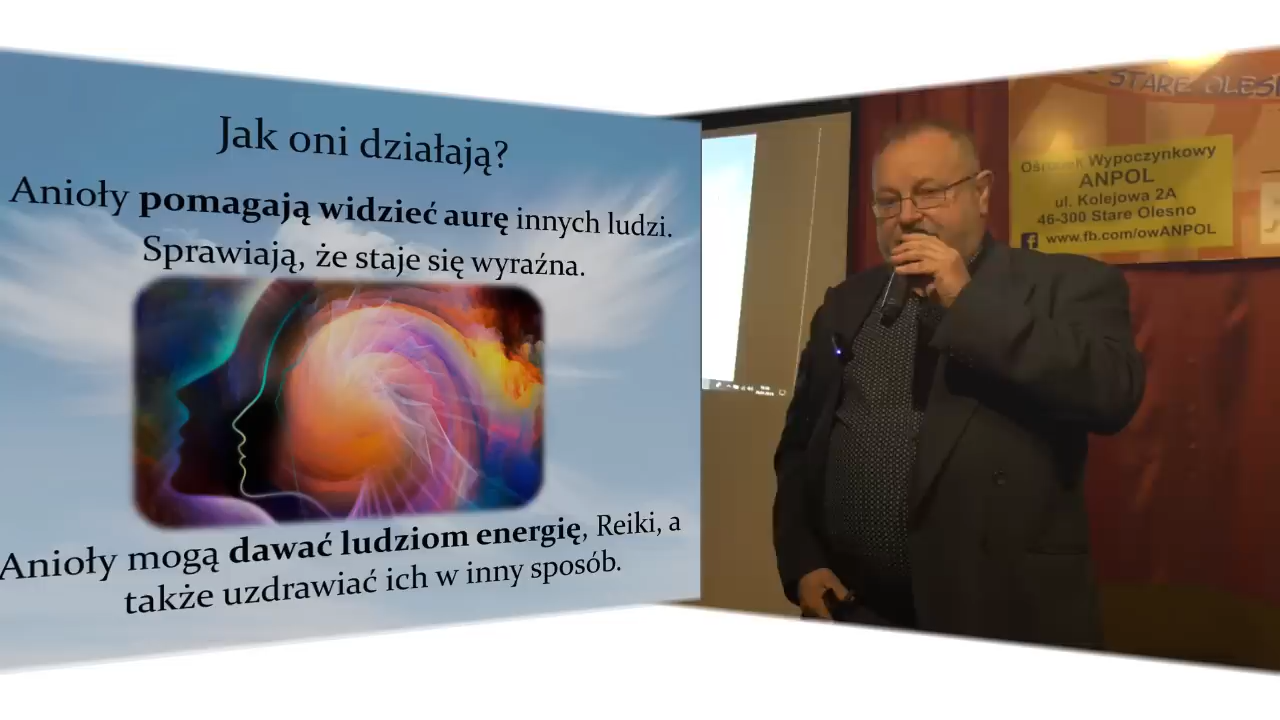 Jak oni działają?
Anioły pomagają widzieć aurę innych ludzi.
Sprawiają, że staje się wyraźna.
Anioły mogą dawać ludziom energię, Reiki, a
także uzdrawiać ich w inny sposób.
STARE OLES
Ośrodek Wypoczynkowy
ANPOL
ul. Kolejowa 2A
46-300 Stare Olesno
f www.fb.com/owANPOL